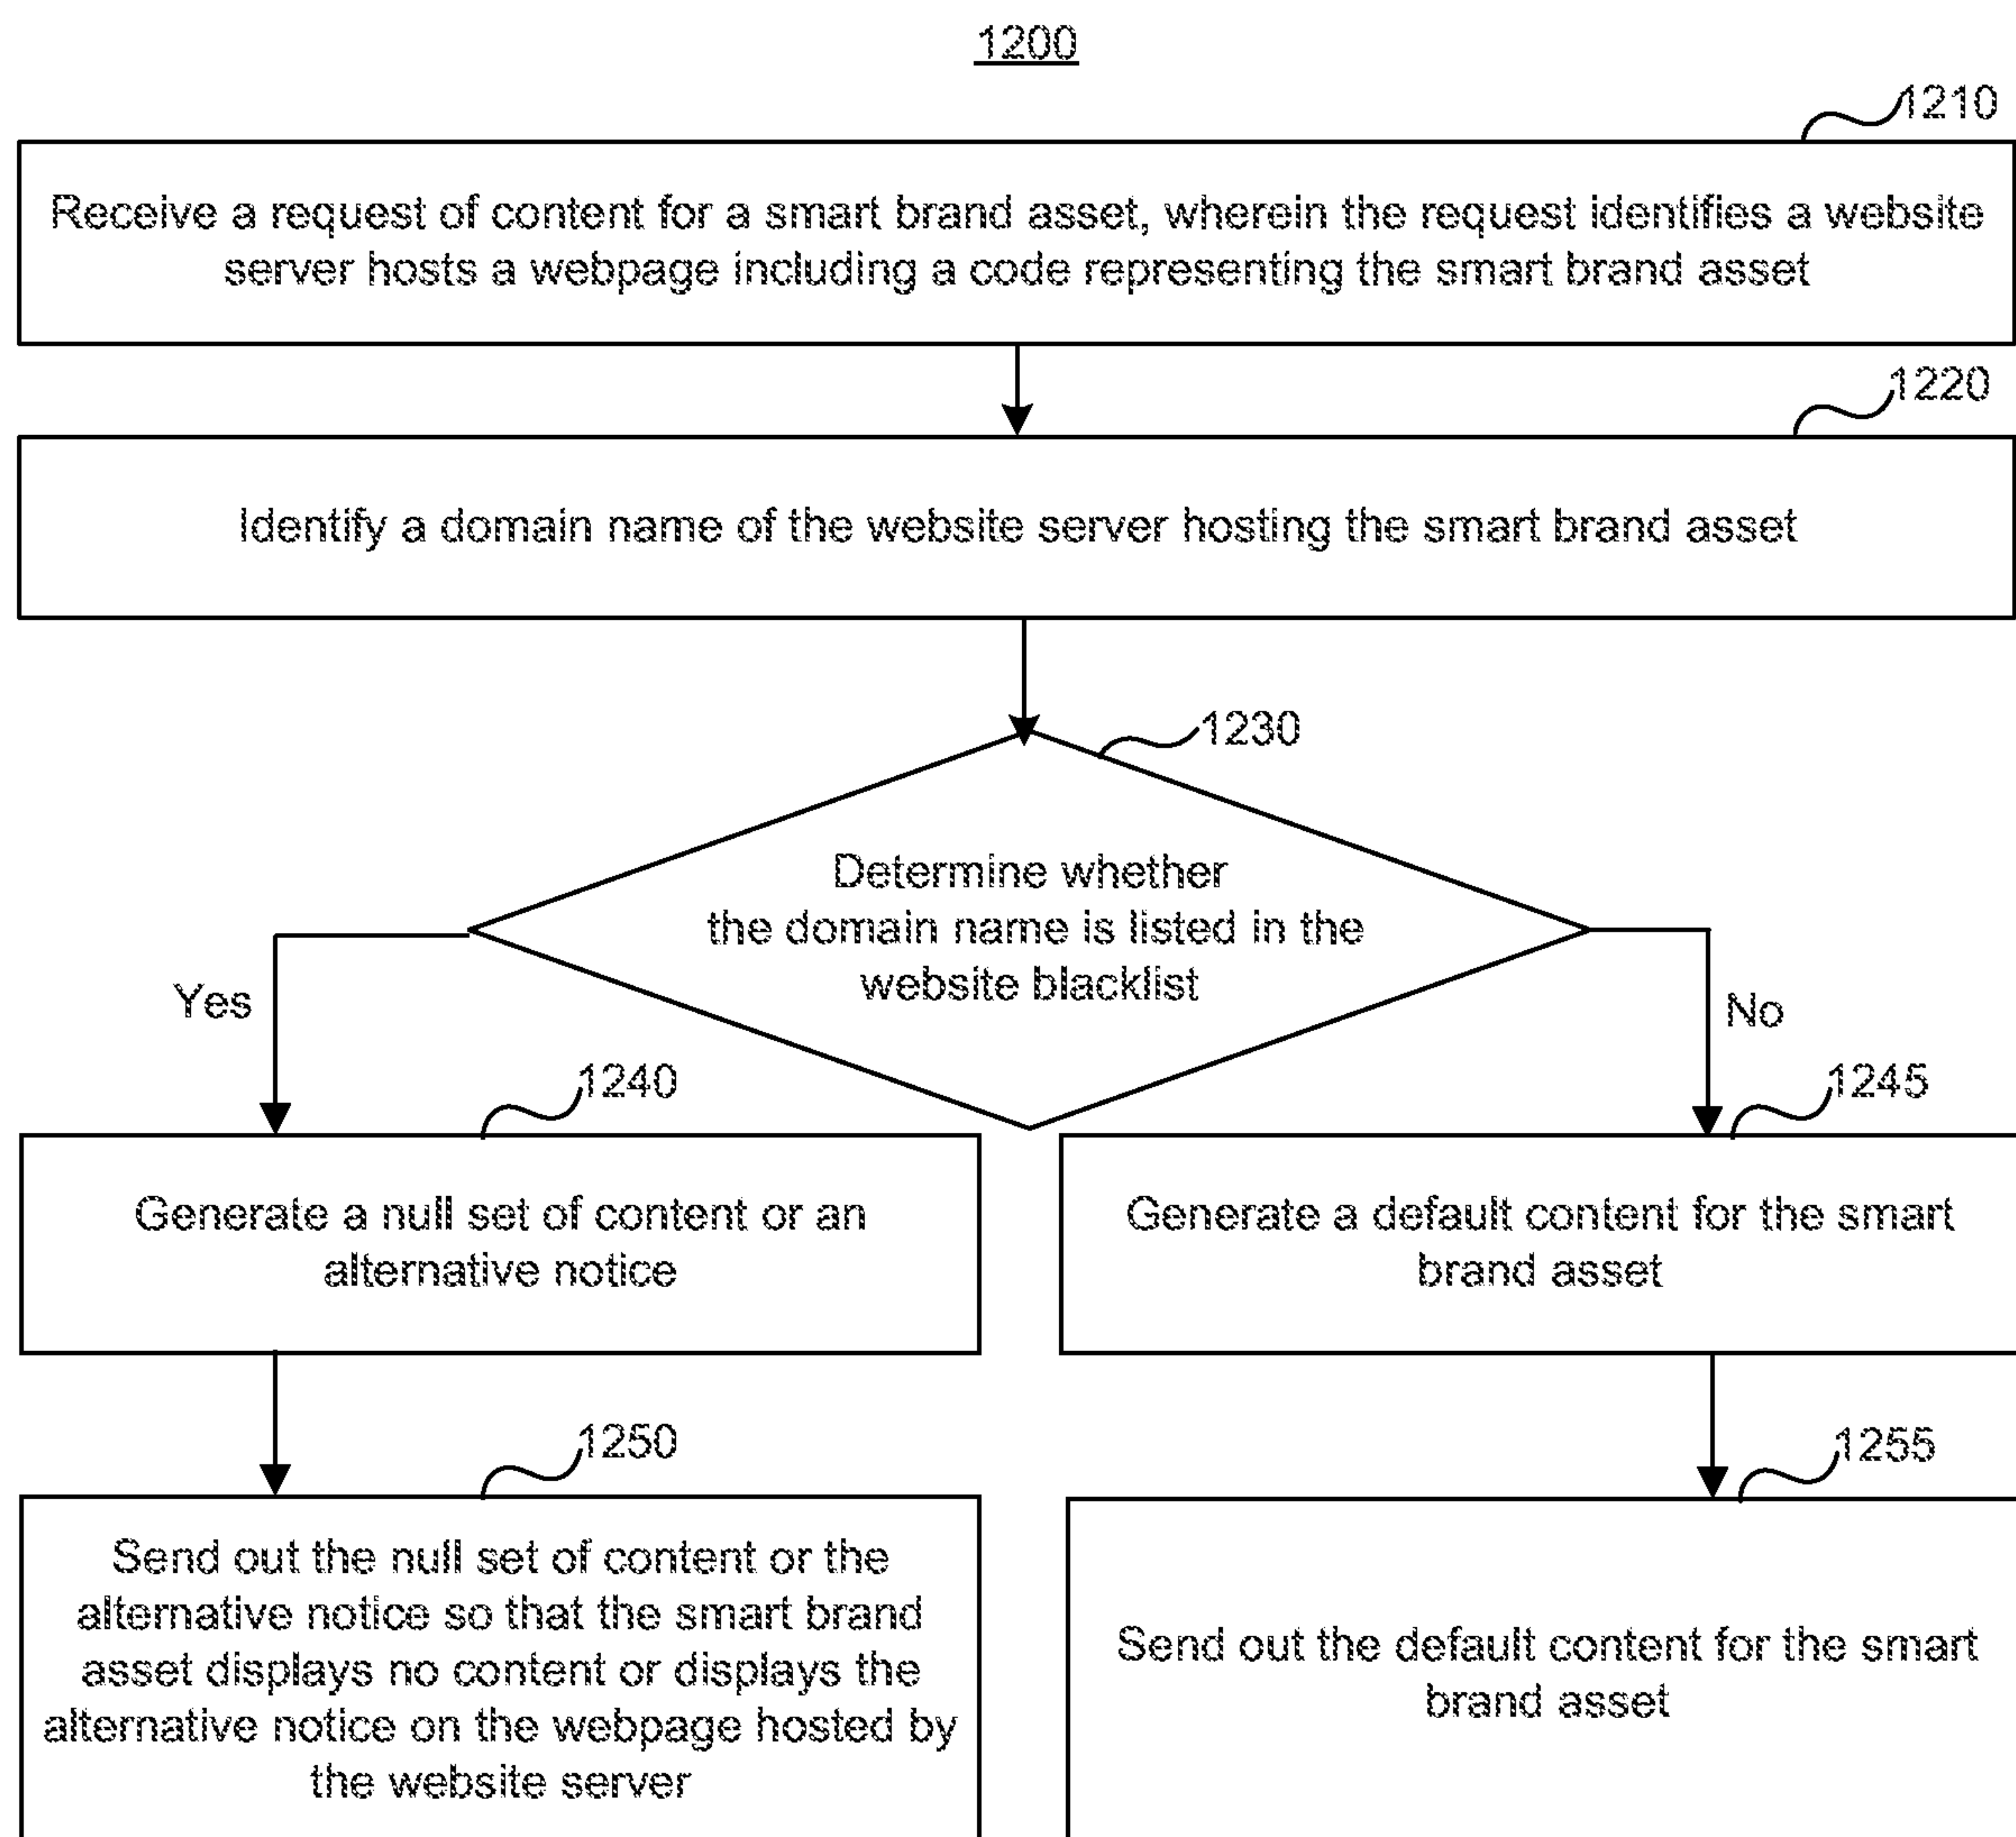 1200
1210
Receive a request of content for a smart brand asset, wherein the request identifies a website
server hosts a webpage including a code representing the smart brand asset
1220
Identify a domain name of the website server hosting the smart brand asset
1230
Determine whether
the domain name is listed in the
website blacklist
Yes
No
1240
Generate a null set of content or an
alternative notice
1245
Generate a default content for the smart
brand asset
1250
Send out the null set of content or the
alternative notice so that the smart brand
asset displays no content or displays the
alternative notice on the webpage hosted by
the website server
1255
Send out the default content for the smart
brand asset